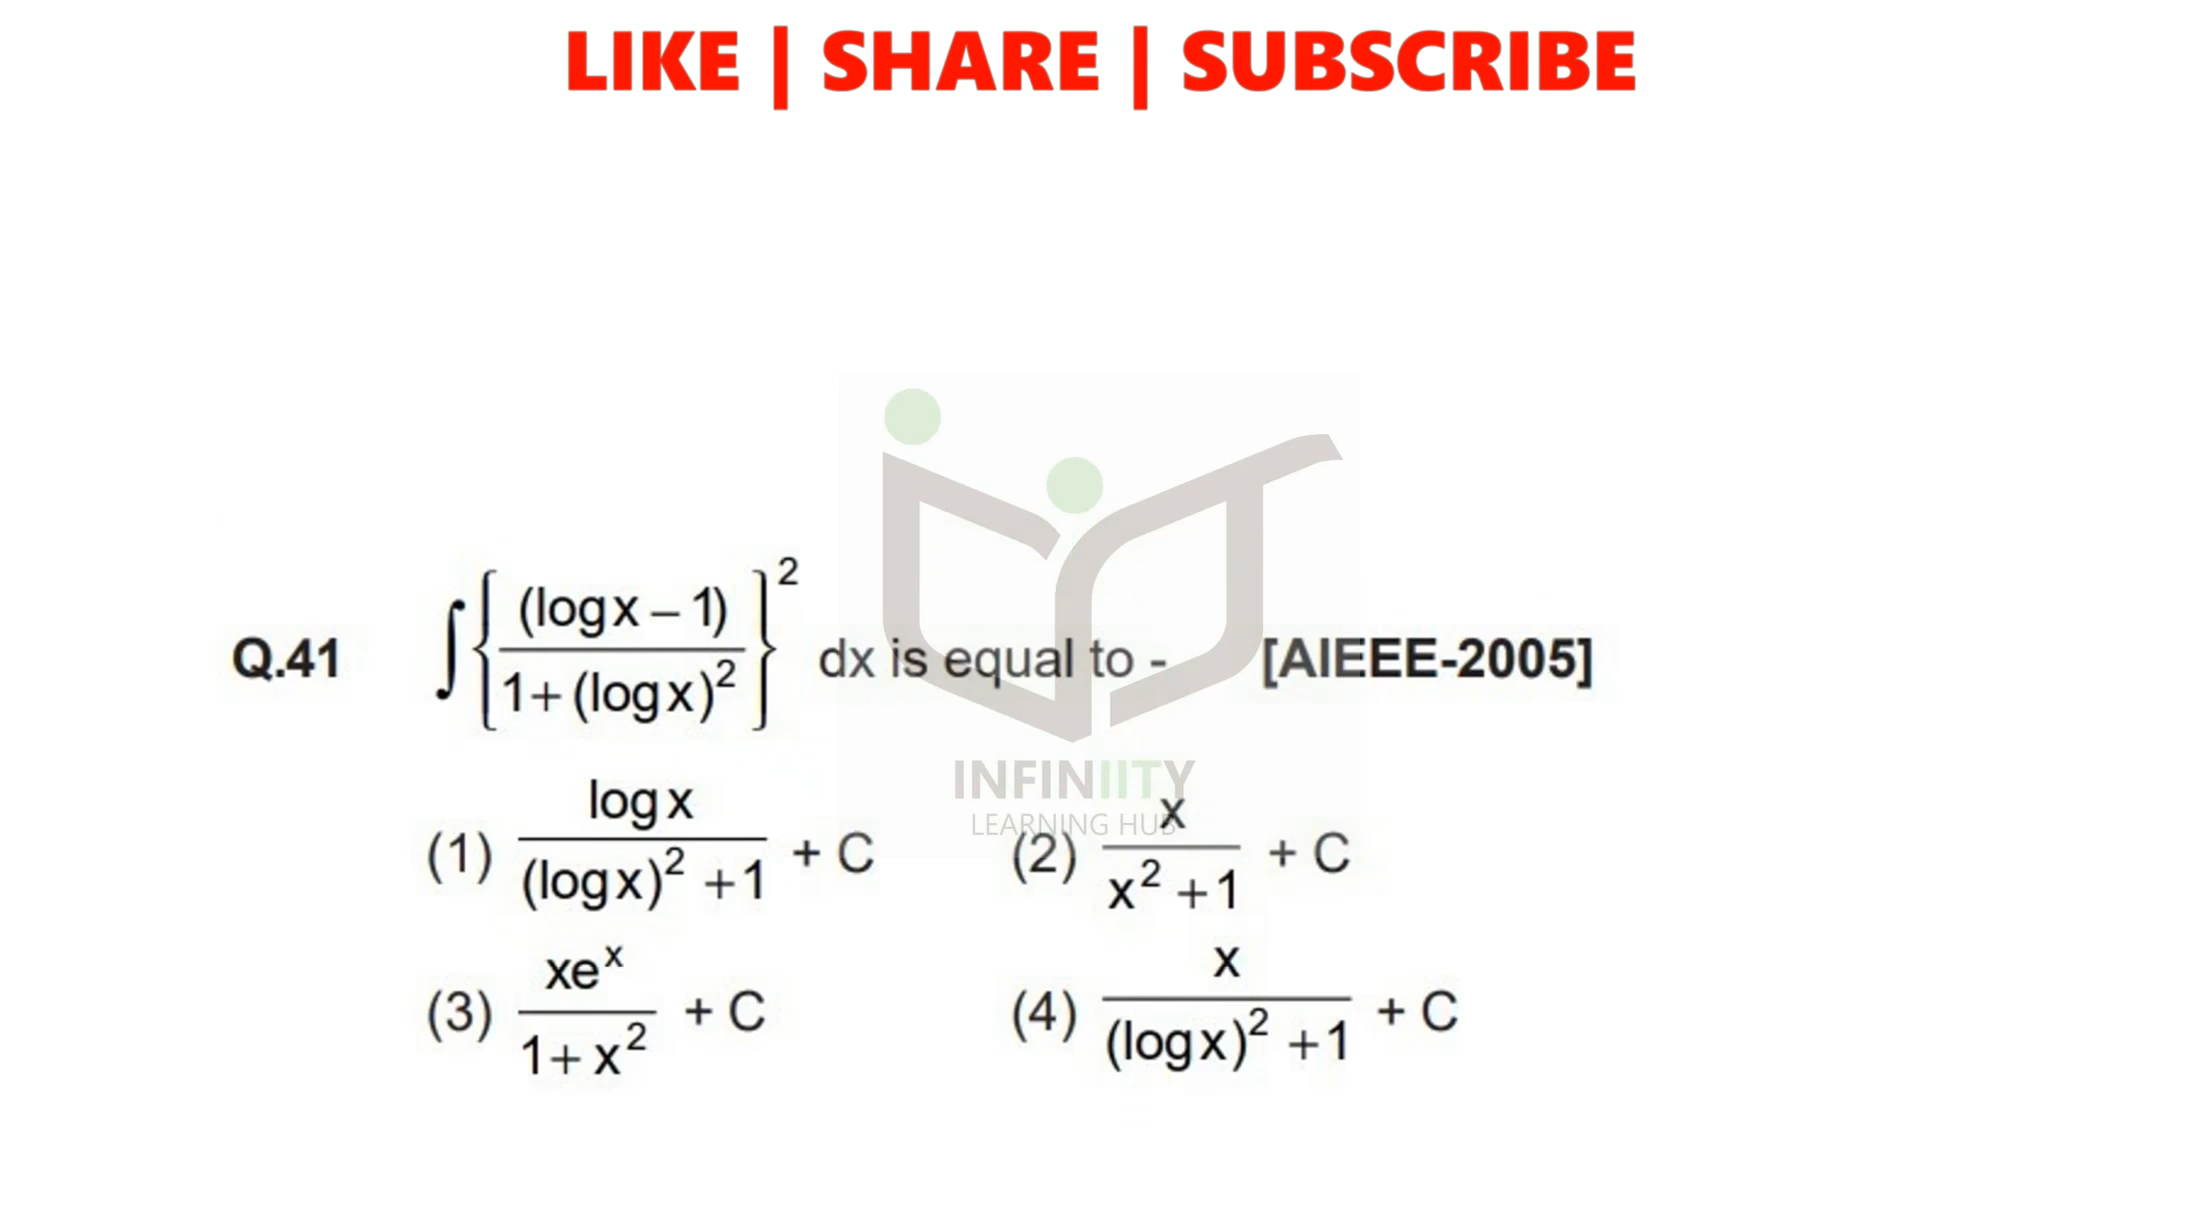 LIKE | SHARE | SUBSCRIBE
Q.41 ∫{(log x – 1) / 1+(log x)²}² dx is equal to - [AIEEE-2005]
INFINIITY
LEARNING HUB
(1) log x / (log x)² +1 + C (2) x / x² +1 + C
(3) xeˣ / 1+ x² + C (4) x / (log x)² +1 + C